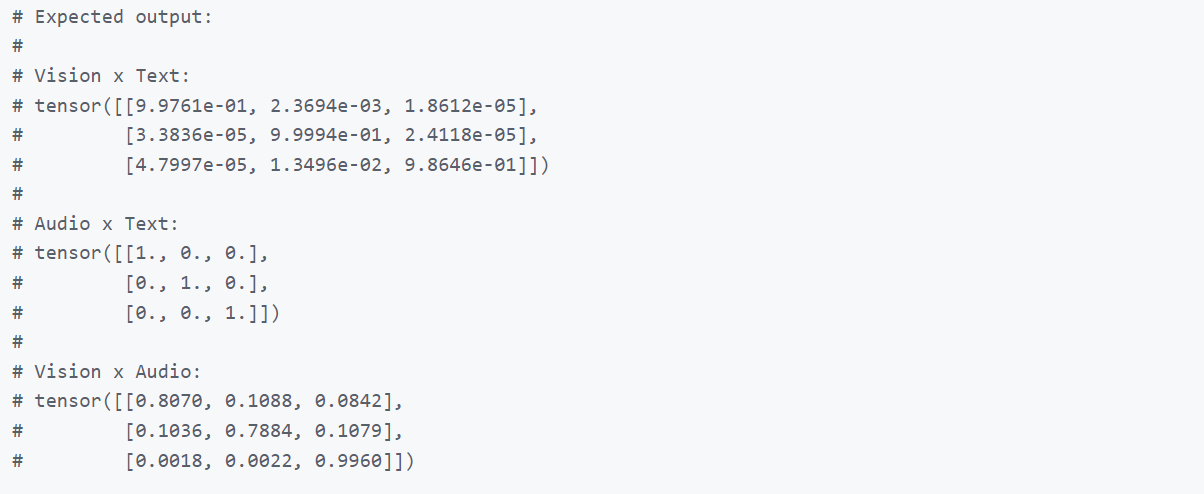 # Expected output:
#
# Vision x Text:
# tensor([[9.9761e-01, 2.3694e-03, 1.8612e-05],
#         [3.3836e-05, 9.9994e-01, 2.4118e-05],
#         [4.7997e-05, 1.3496e-02, 9.8646e-01]])
#
# Audio x Text:
# tensor([[1., 0., 0.],
#         [0., 1., 0.],
#         [0., 0., 1.]])
#
# Vision x Audio:
# tensor([[0.8070, 0.1088, 0.0842],
#         [0.1036, 0.7884, 0.1079],
#         [0.0018, 0.0022, 0.9960]])